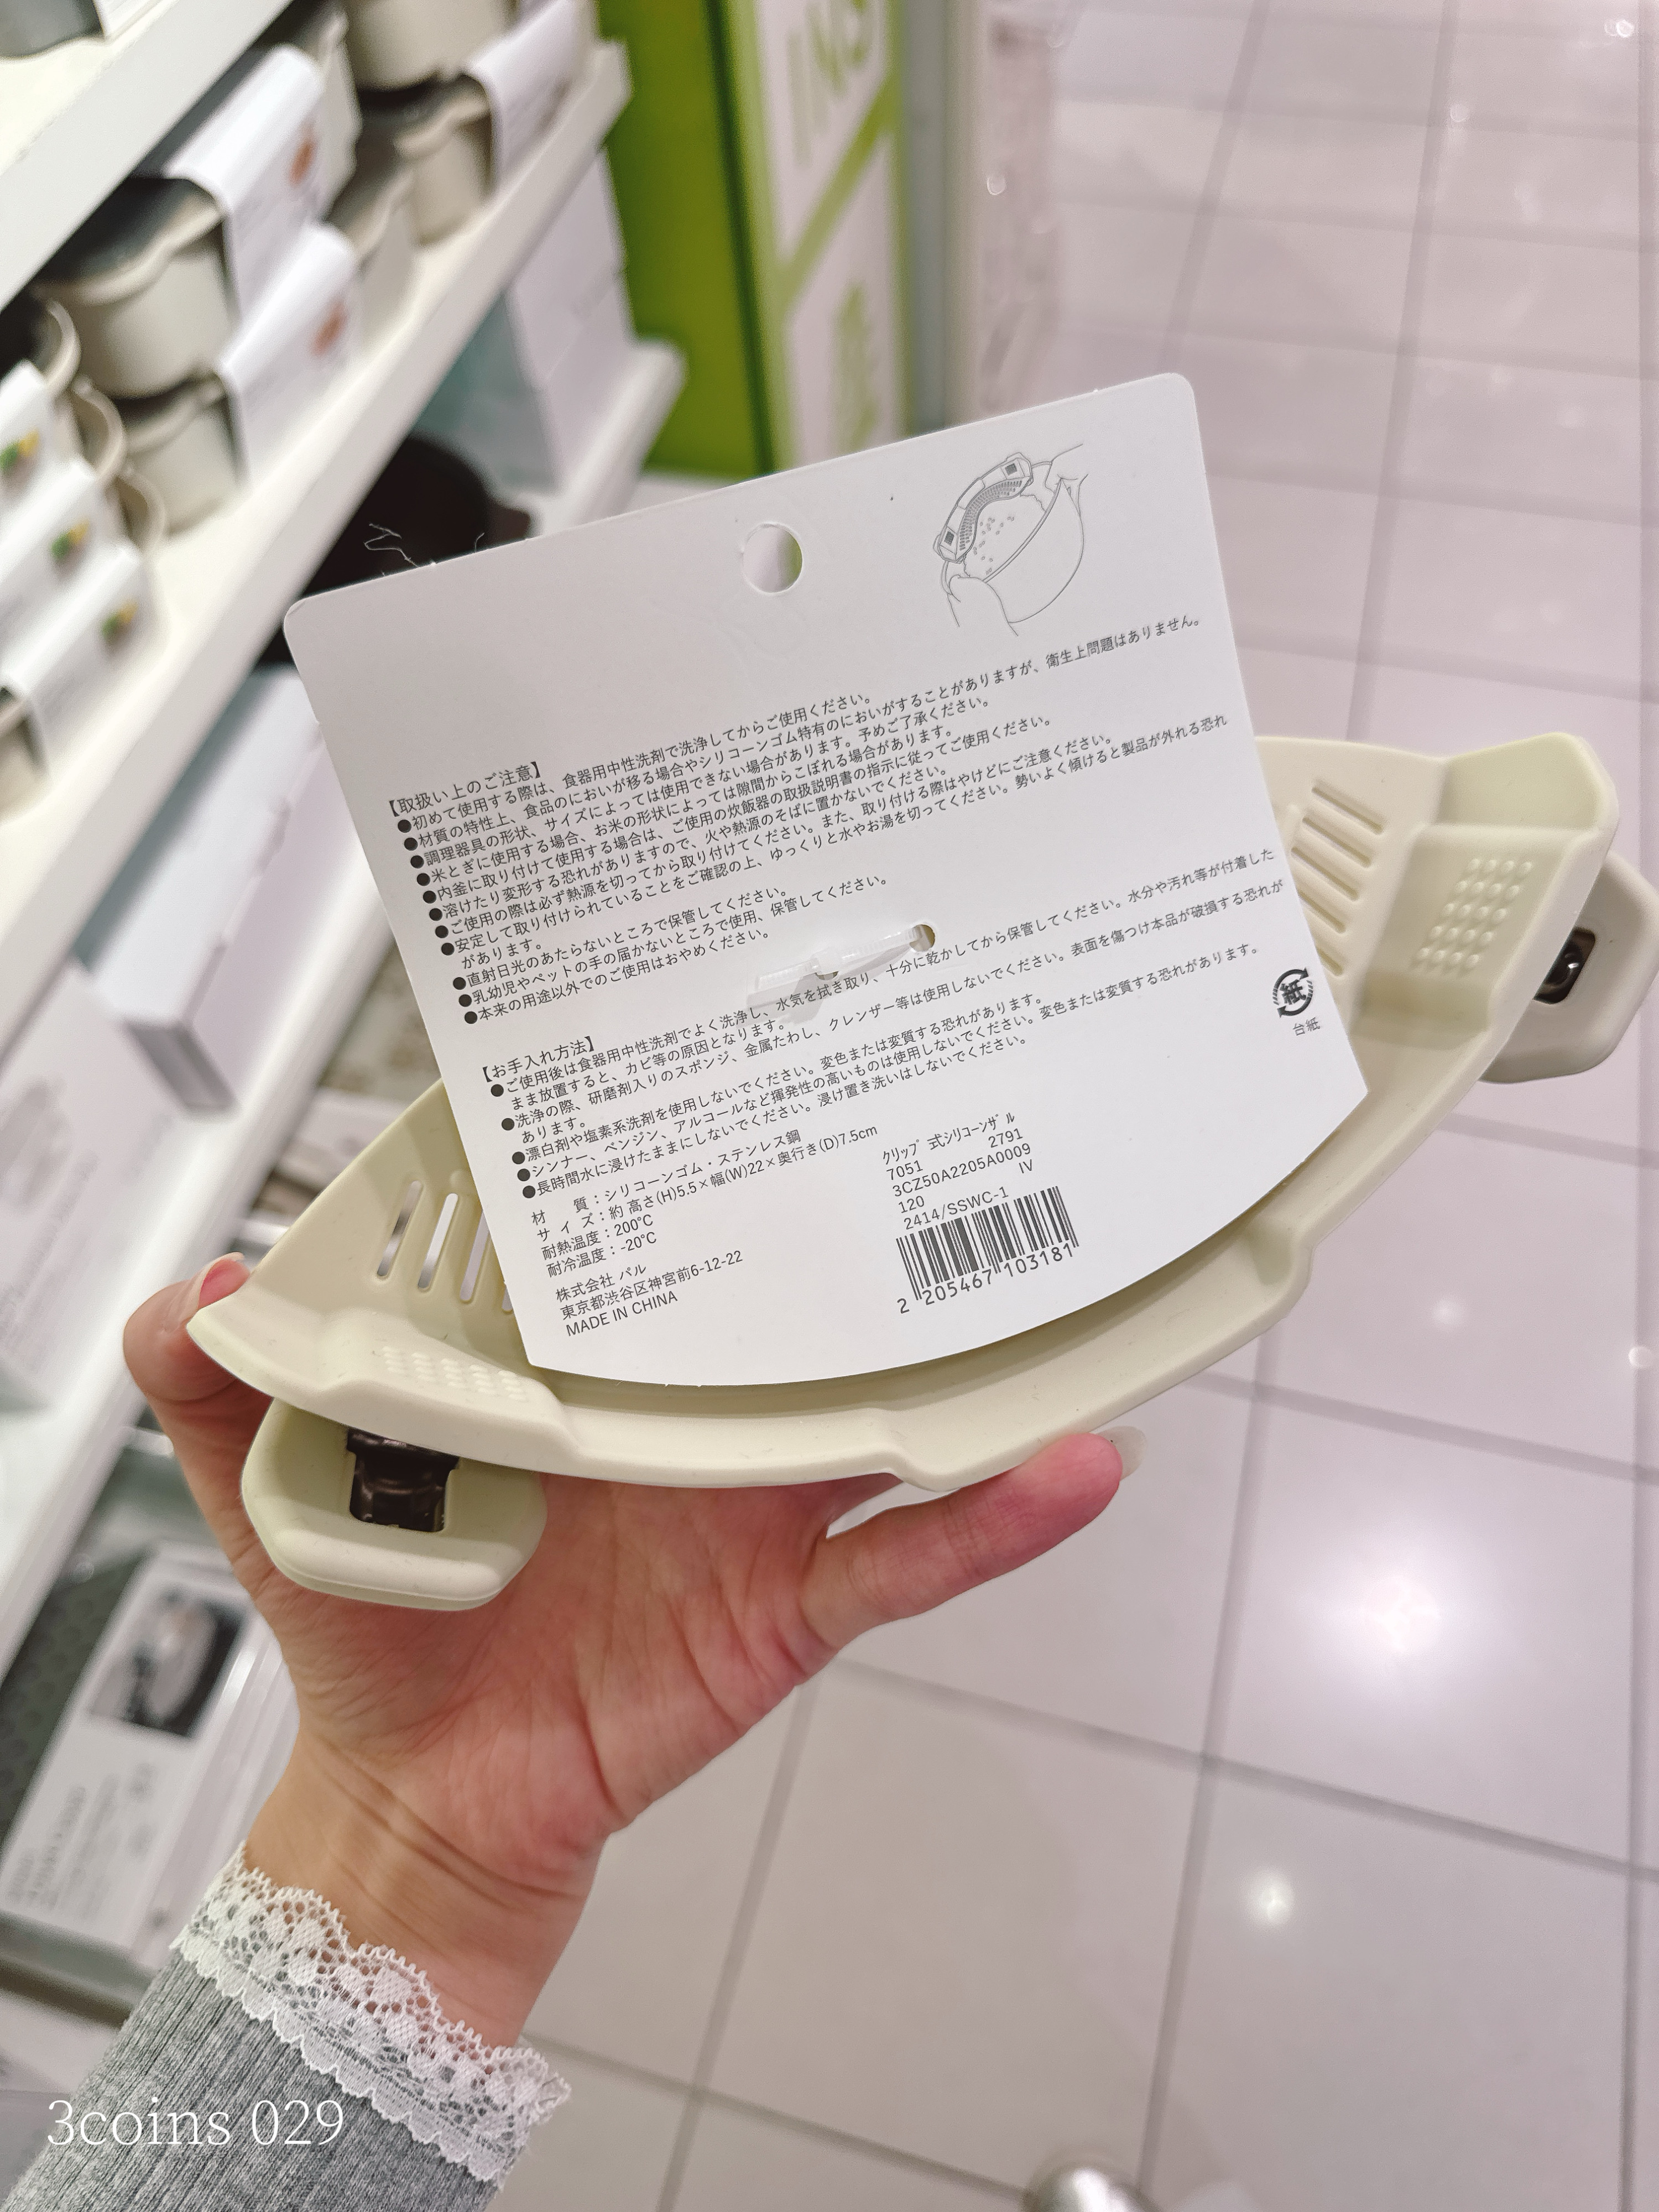 【取扱い上のご注意】
●初めて使用する際は、食器用中性洗剤で洗浄してからご使用ください。
●材質の特性上、食品のにおいが移る場合やシリコーンゴム特有のにおいがすることがありますが、衛生上問題はありません。
●調理器具の形状、サイズによっては使用できない場合があります。予めご了承ください。
●米とぎに使用する場合、お米の形状によっては隙間からこぼれる場合があります。
●内釜に取り付けて使用する場合は、ご使用の炊飯器の取扱説明書の指示に従ってご使用ください。
●溶けたり変形する恐れがありますので、火や熱源のそばに置かないでください。
●ご使用の際は必ず熱源を切ってから取り付けてください。また、取り付ける際はやけどにご注意ください。
●安定して取り付けられていることをご確認の上、ゆっくりと水やお湯を切ってください。勢いよく傾けると製品が外れる恐れ
があります。
●直射日光のあたらないところで保管してください。
●乳幼児やペットの手の届かないところで使用、保管してください。
●本来の用途以外でのご使用はおやめください。
【お手入れ方法】
●ご使用後は食器用中性洗剤でよく洗浄し、水気を拭き取り、十分に乾かしてから保管してください。水分や汚れ等が付着した
まま放置すると、カビ等の原因となります。
●洗浄の際、研磨剤入りのスポンジ、金属たわし、クレンザー等は使用しないでください。表面を傷つけ本品が破損する恐れが
あります。
●漂白剤や塩素系洗剤を使用しないでください。変色または変質する恐れがあります。
●シンナー、ベンジン、アルコールなど揮発性の高いものは使用しないでください。変色または変質する恐れがあります。
●長時間水に浸けたままにしないでください。浸け置き洗いはしないでください。
材　質：シリコーンゴム・ステンレス鋼
サイズ：約 高さ(H)5.5×幅(W)22×奥行き(D)7.5cm
耐熱温度：200℃
耐冷温度：-20℃
株式会社 パル
東京都渋谷区神宮前6-12-22
MADE IN CHINA
ｸﾘｯﾌﾟ式ｼﾘｺｰﾝｻﾞﾙ
7051 2791
3CZ50A2205A0009
120 IV
2414/SSWC-1
2 205467 103181
紙
台紙
3coins 029